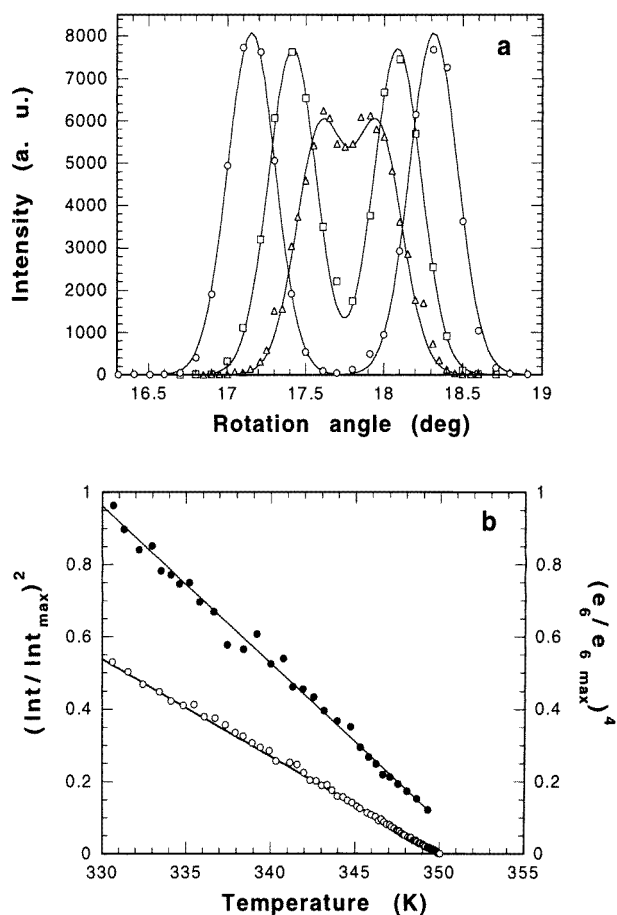 a
8000
7000
6000
5000
4000
3000
2000
1000
0
Intensity (a. u.)
16.5 17 17.5 18 18.5 19
Rotation angle (deg)
b
1 1
0.8 0.8
0.6 0.6
0.4 0.4
0.2 0.2
0 0
(Int/Int max)2
(e6/e6 max)4
330 335 340 345 350 355
Temperature (K)